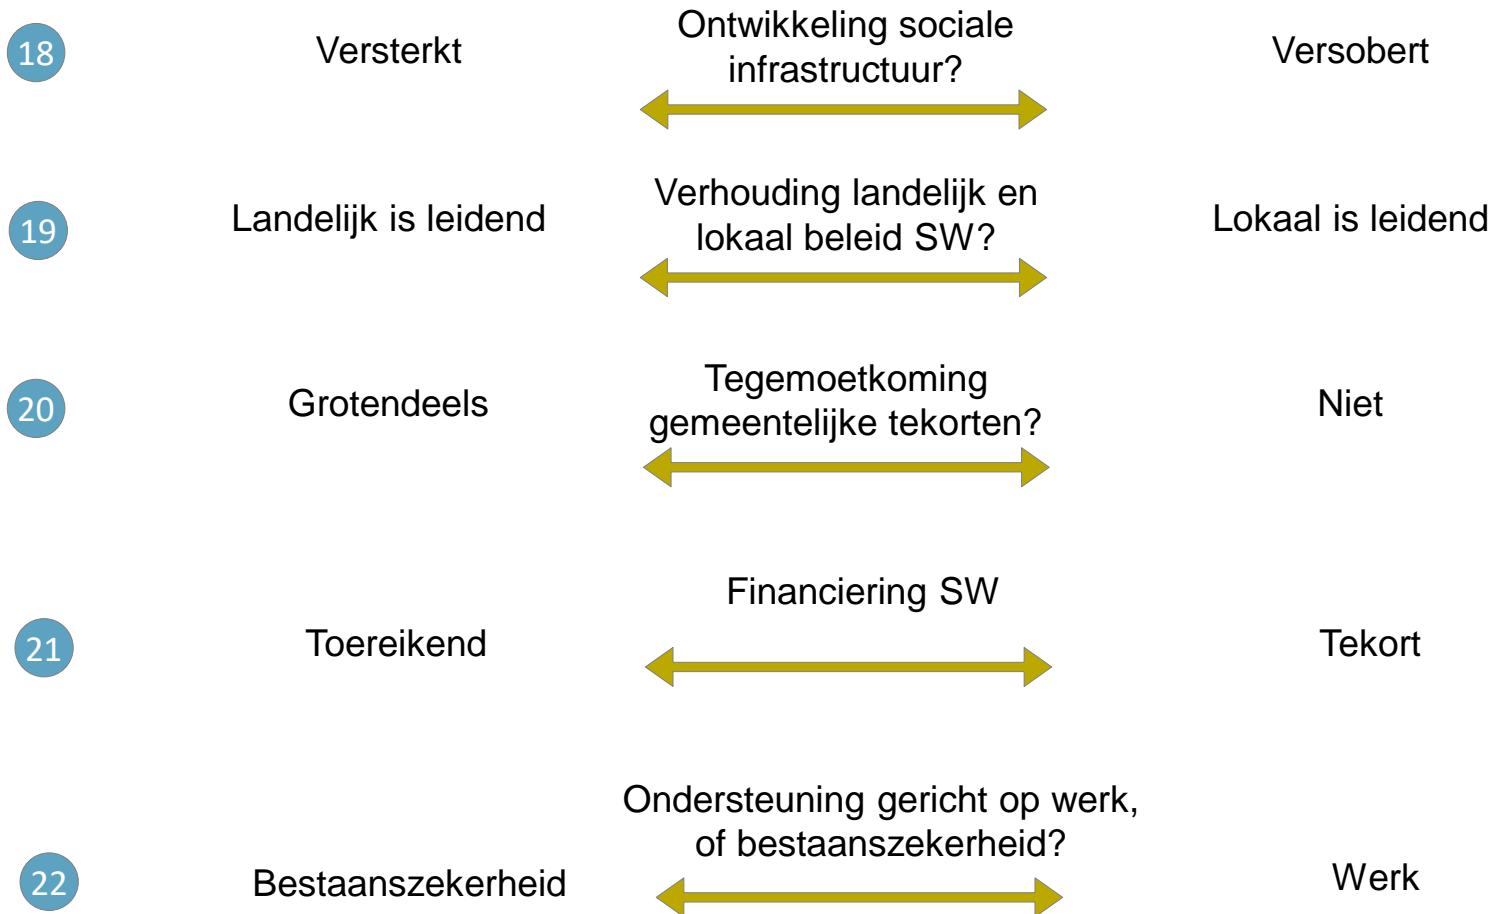 18
Versterkt
Ontwikkeling sociale
infrastructuur?
Versobert
19
Landelijk is leidend
Verhouding landelijk en
lokaal beleid SW?
Lokaal is leidend
20
Grotendeels
Tegemoetkoming
gemeentelijke tekorten?
Niet
21
Toereikend
Financiering SW
Tekort
22
Bestaanszekerheid
Ondersteuning gericht op werk,
of bestaanszekerheid?
Werk